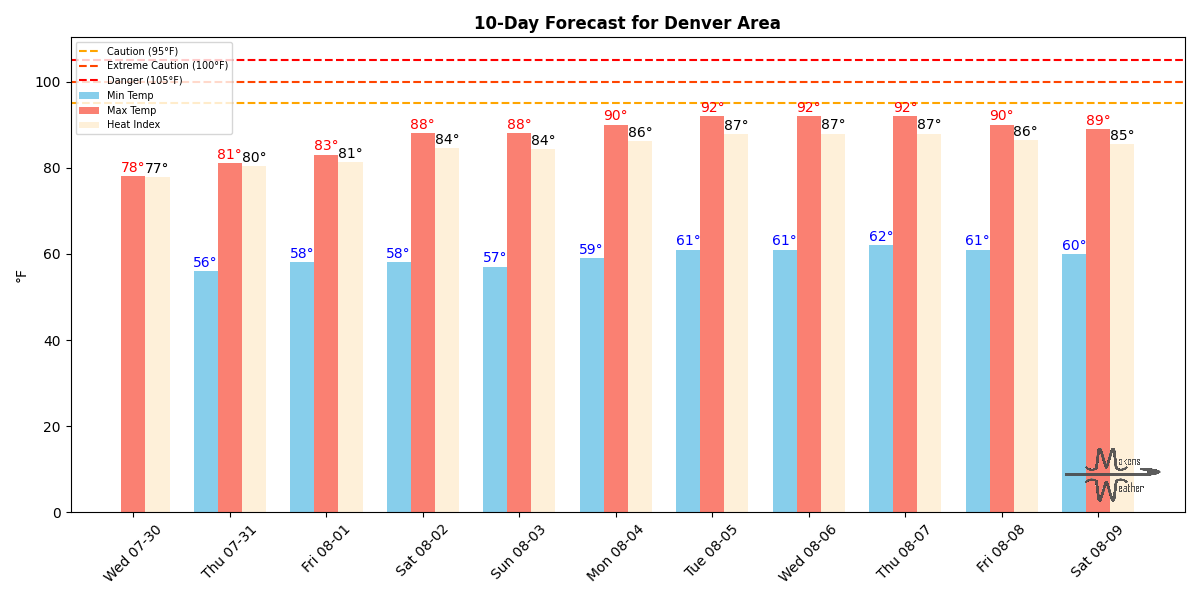 10-Day Forecast for Denver Area
Caution (95°F)
Extreme Caution (100°F)
Danger (105°F)
Min Temp
Max Temp
Heat Index
°F
100
80
60
40
20
0
78° 77°
56° 81° 80°
58° 83° 81°
58° 88° 84°
57° 88° 84°
59° 90° 86°
61° 92° 87°
61° 92° 87°
62° 92° 87°
61° 90° 86°
60° 89° 85°
Wed 07-30
Thu 07-31
Fri 08-01
Sat 08-02
Sun 08-03
Mon 08-04
Tue 08-05
Wed 08-06
Thu 08-07
Fri 08-08
Sat 08-09